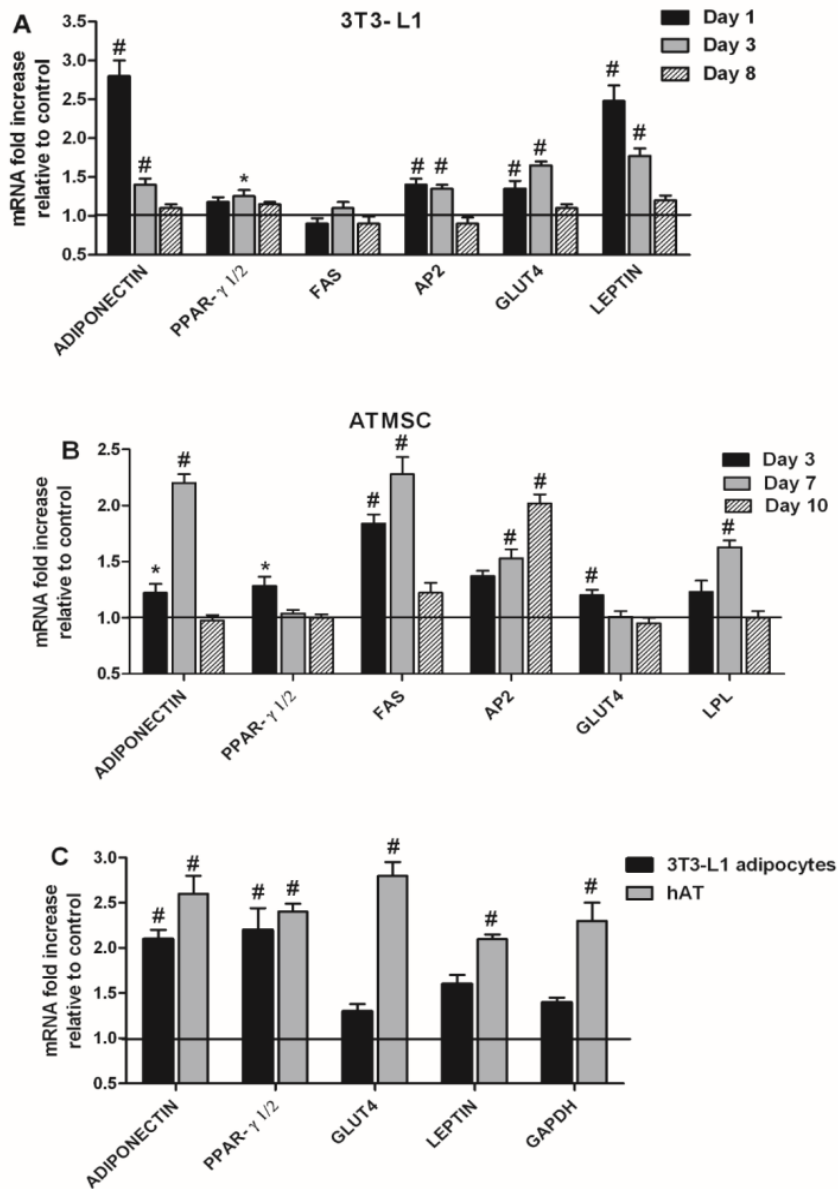 A
3T3-L1
Day 1
Day 3
Day 8
mRNA fold increase
relative to control
3.0
2.5
2.0
1.5
1.0
0.5
# # * # # # # # #
ADIPONECTIN
PPAR-γ 1/2
FAS
AP2
GLUT4
LEPTIN
B
ATMSC
Day 3
Day 7
Day 10
mRNA fold increase
relative to control
2.5
2.0
1.5
1.0
0.5
* # * # # # # # #
ADIPONECTIN
PPAR-γ 1/2
FAS
AP2
GLUT4
LPL
C
3T3-L1 adipocytes
hAT
mRNA fold increase
relative to control
3.0
2.5
2.0
1.5
1.0
0.5
# # # # # # #
ADIPONECTIN
PPAR-γ 1/2
GLUT4
LEPTIN
GAPDH